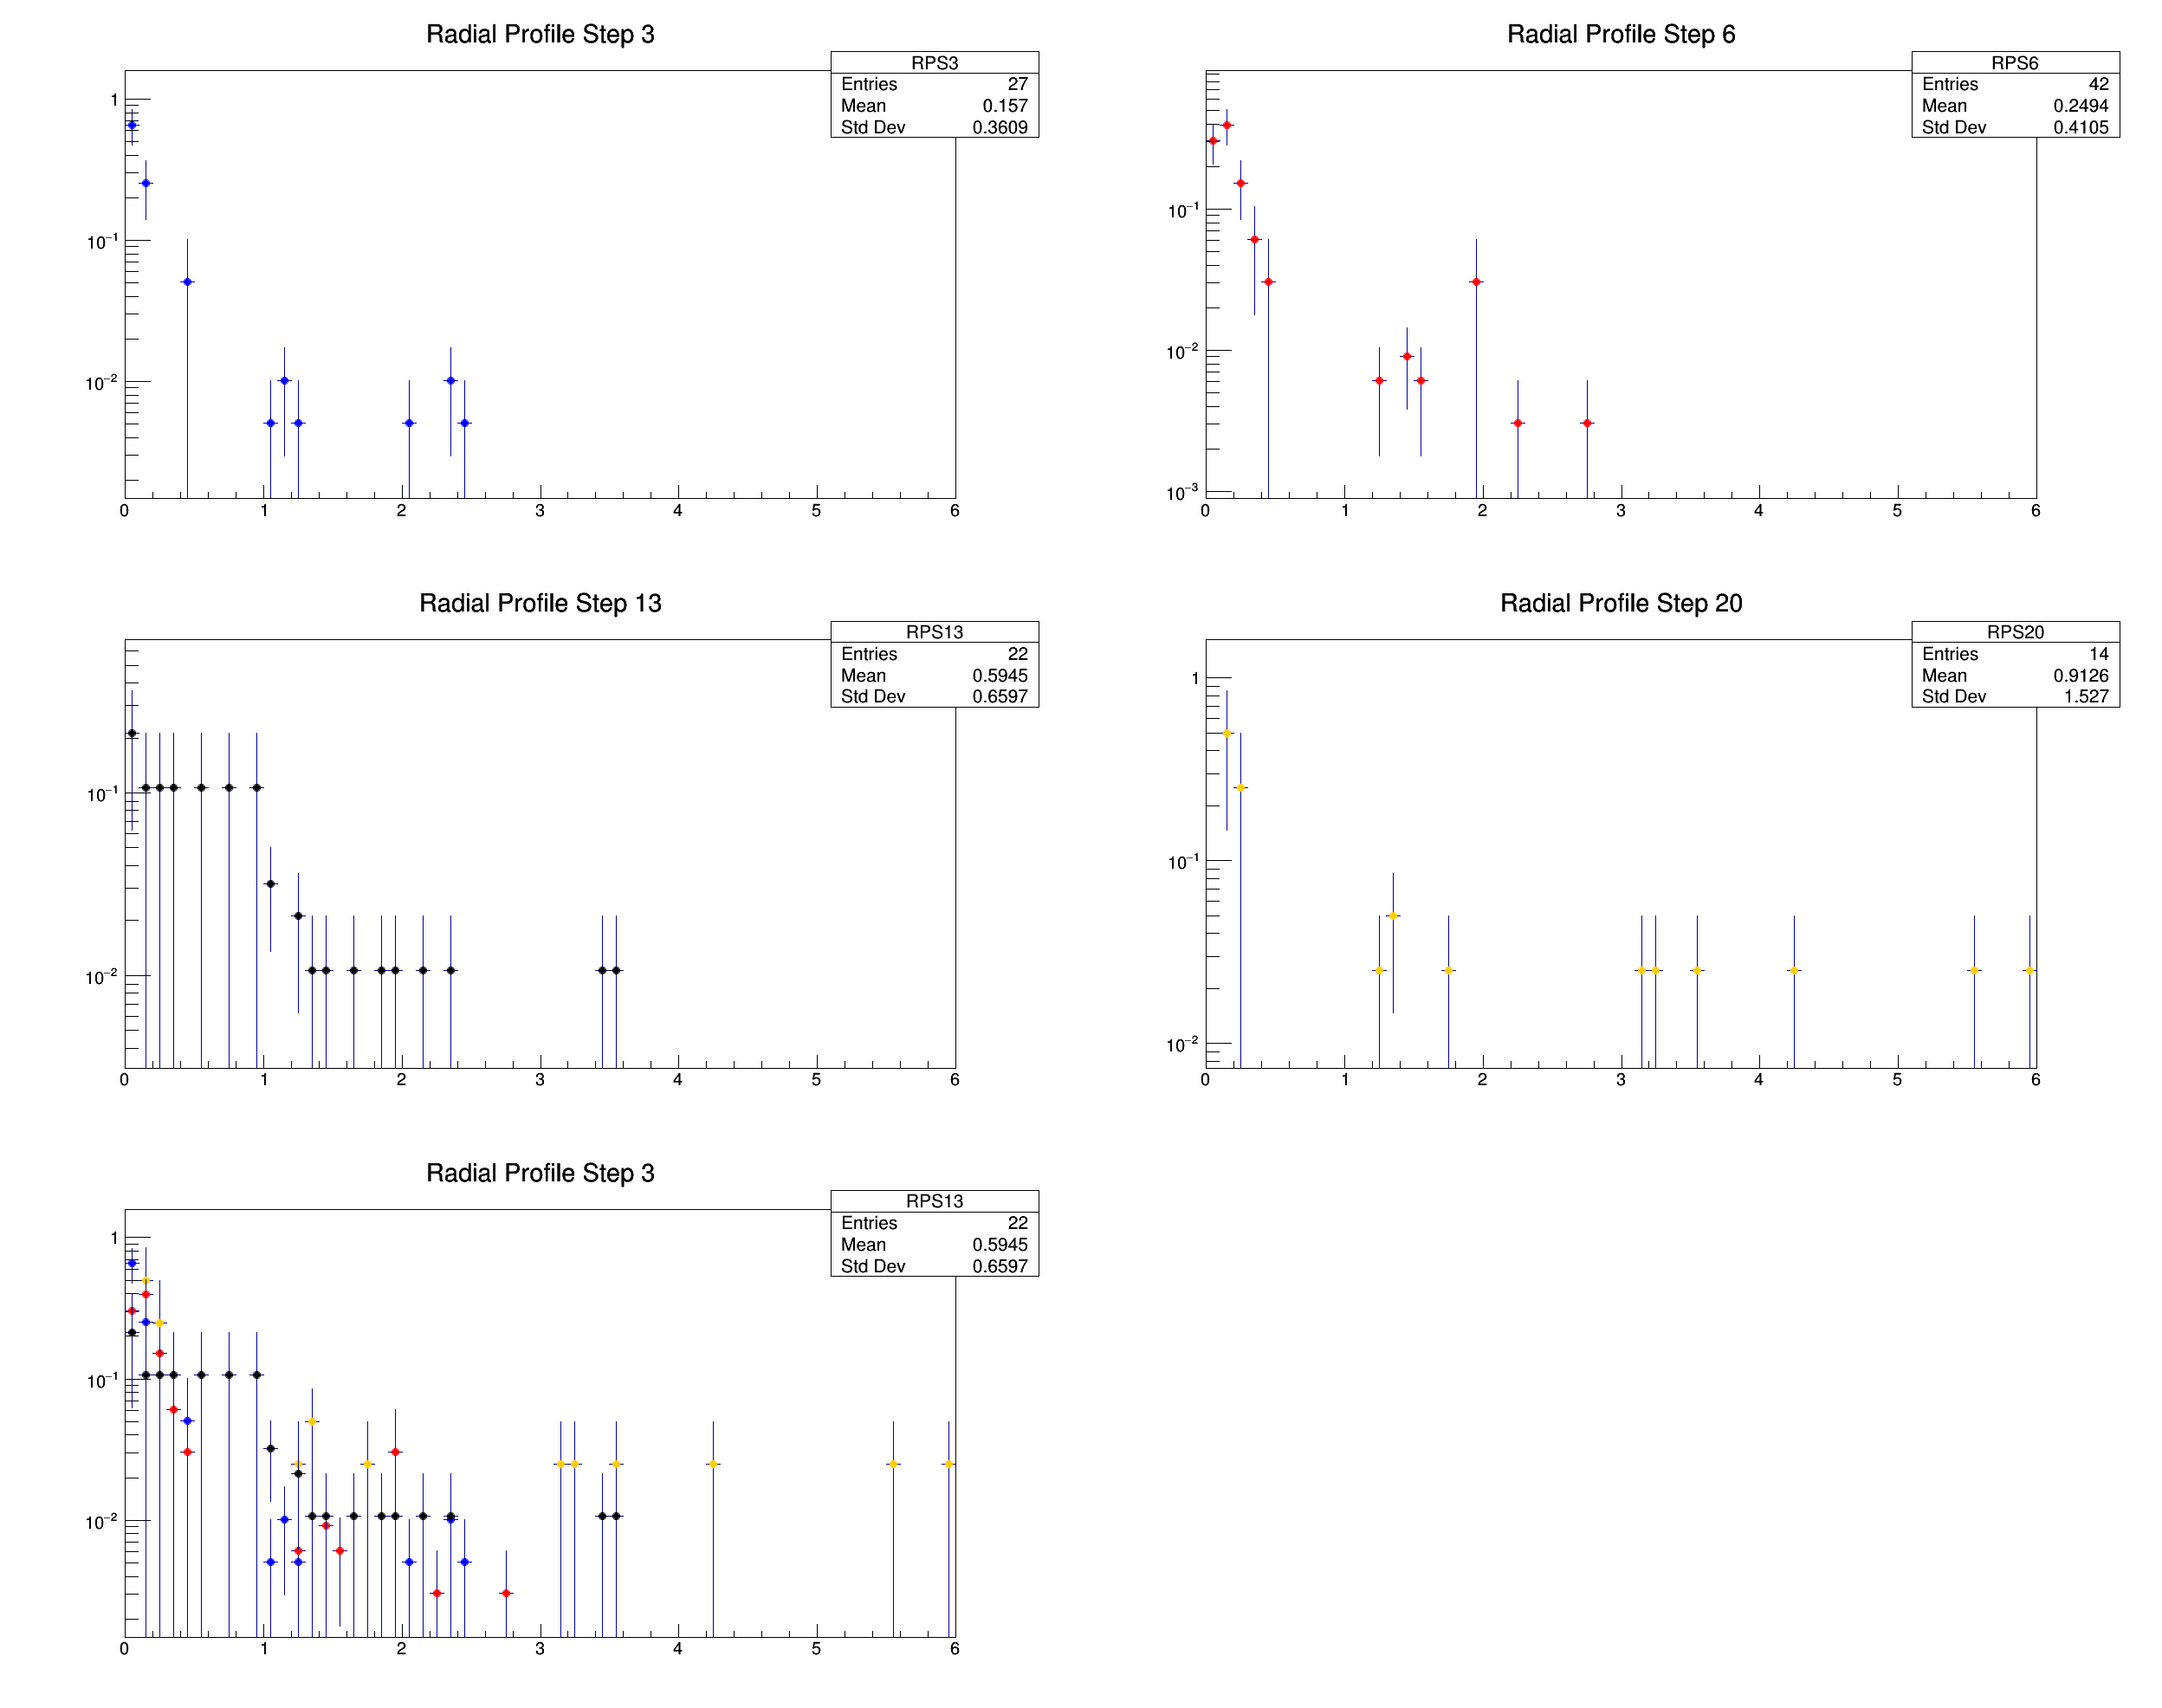 Radial Profile Step 3
RPS3
Entries 27
Mean 0.157
Std Dev 0.3609
1
10⁻¹
10⁻²
0 1 2 3 4 5 6
Radial Profile Step 6
RPS6
Entries 42
Mean 0.2494
Std Dev 0.4105
10⁻¹
10⁻²
10⁻³
0 1 2 3 4 5 6
Radial Profile Step 13
RPS13
Entries 22
Mean 0.5945
Std Dev 0.6597
10⁻¹
10⁻²
0 1 2 3 4 5 6
Radial Profile Step 20
RPS20
Entries 14
Mean 0.9126
Std Dev 1.527
1
10⁻¹
10⁻²
0 1 2 3 4 5 6
Radial Profile Step 3
RPS13
Entries 22
Mean 0.5945
Std Dev 0.6597
1
10⁻¹
10⁻²
0 1 2 3 4 5 6